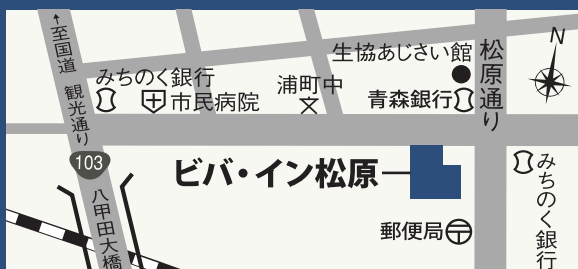 ←至国道
観光通り
103
八甲田大橋
みちのく銀行
市民病院
浦町中
生協あじさい館
青森銀行
松原通り
N
ビバ・イン松原
郵便局
みちのく銀行